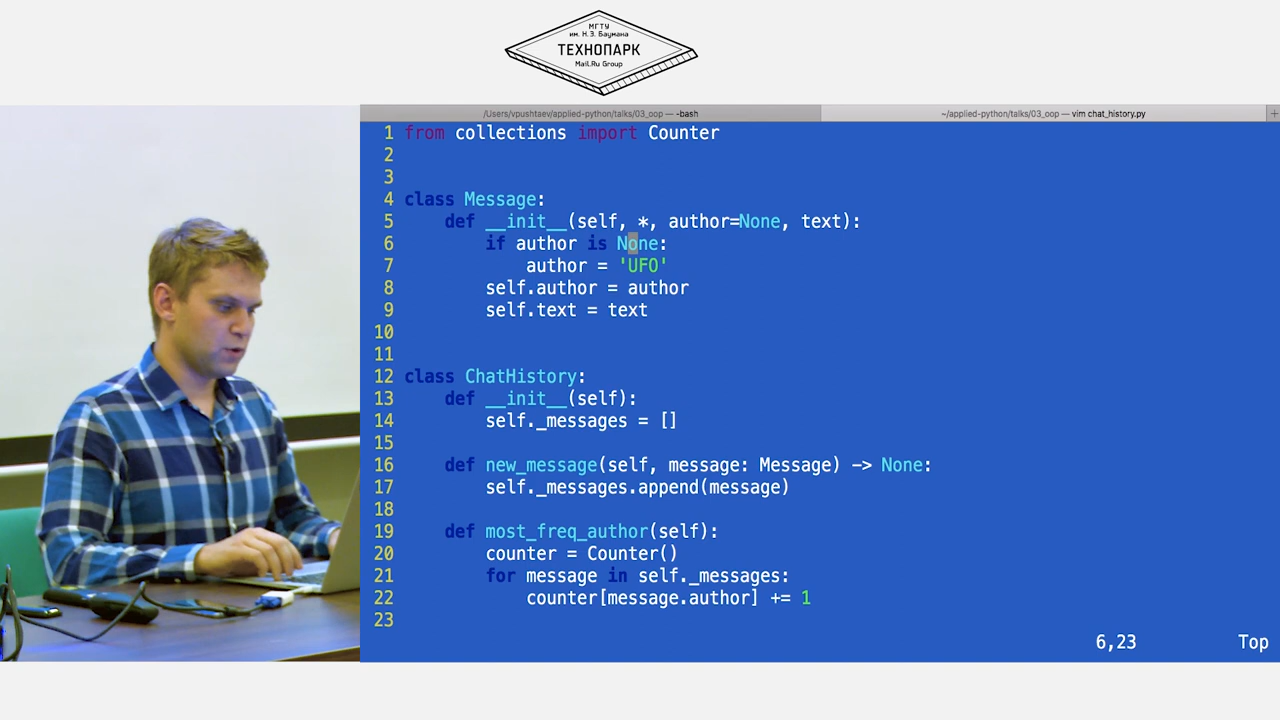 МГТУ
им. Н.Э. Баумана
ТЕХНОПАРК
Mail.Ru Group
/Users/vpushtaev/applied-python/talks/03_oop — -bash
~/applied-python/talks/03_oop — vim chat_history.py
+
1 from collections import Counter
2
3
4 class Message:
5     def __init__(self, *, author=None, text):
6         if author is None:
7             author = 'UFO'
8         self.author = author
9         self.text = text
10
11
12 class ChatHistory:
13     def __init__(self):
14         self._messages = []
15
16     def new_message(self, message: Message) -> None:
17         self._messages.append(message)
18
19     def most_freq_author(self):
20         counter = Counter()
21         for message in self._messages:
22             counter[message.author] += 1
23
6,23 Top